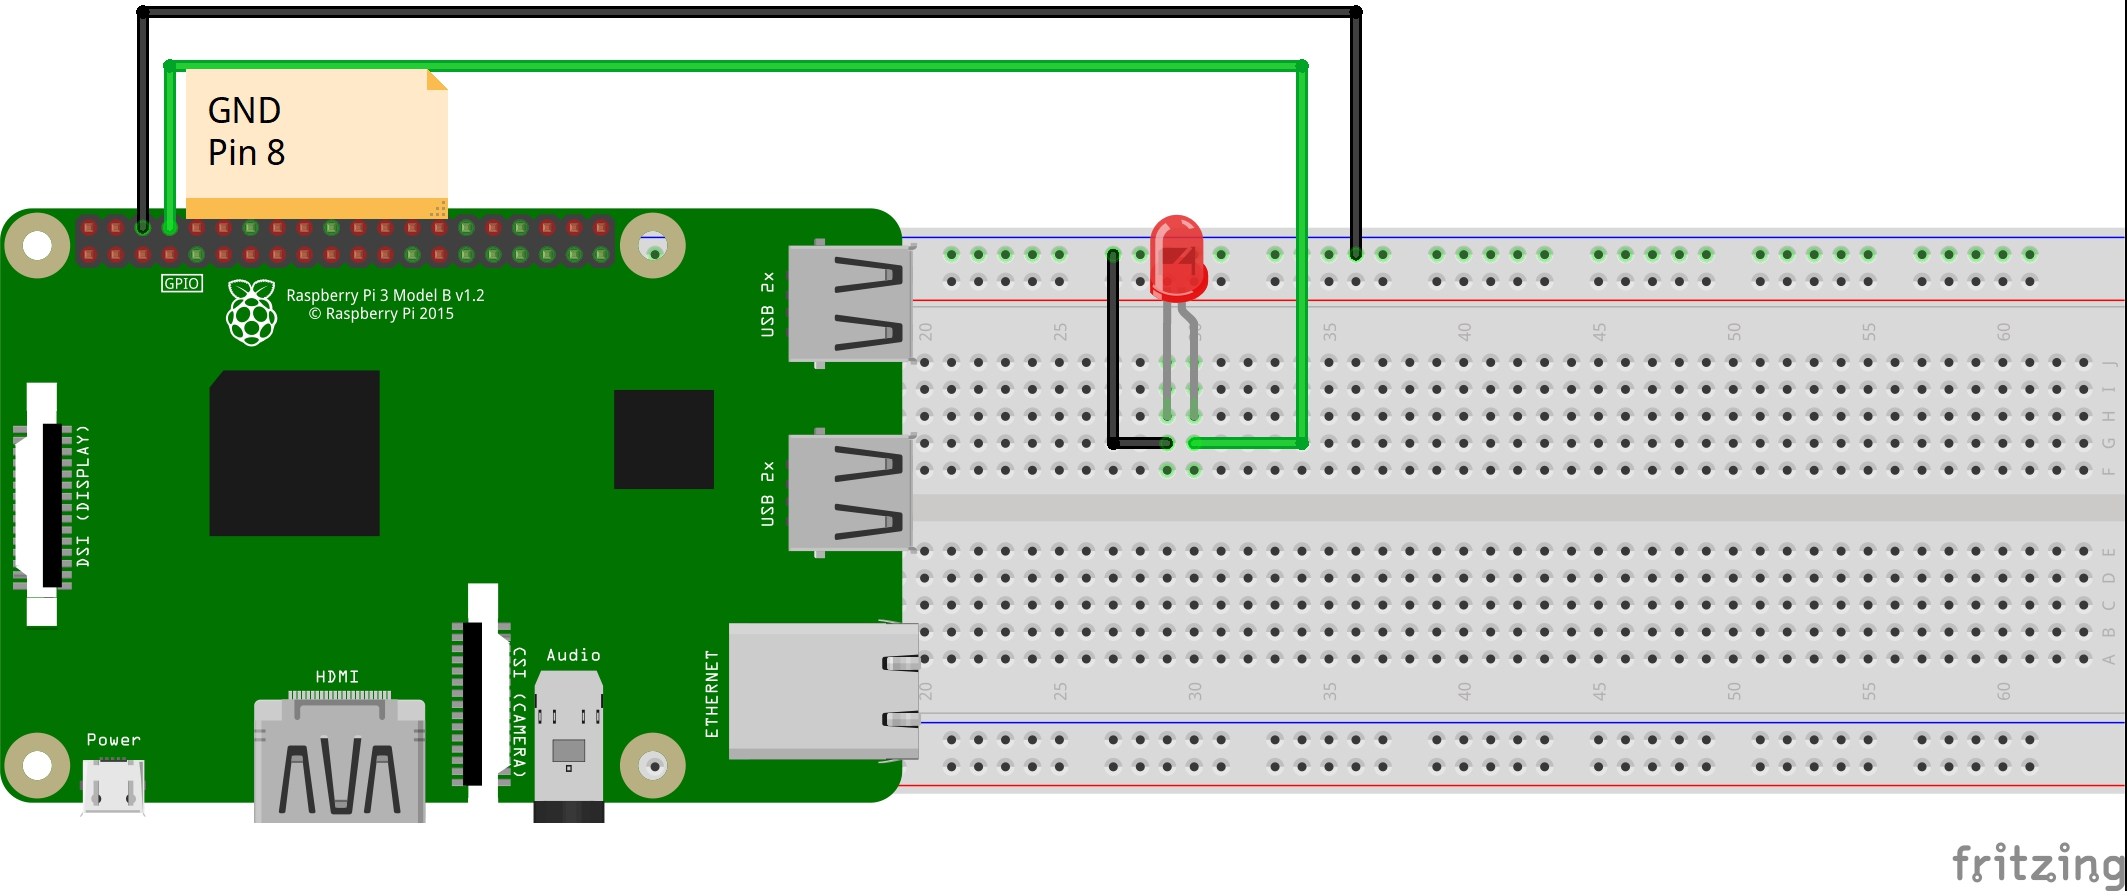 GND
Pin 8
GPIO
Raspberry Pi 3 Model B v1.2
© Raspberry Pi 2015
USB 2x
USB 2x
DSI (DISPLAY)
CSI (CAMERA)
Audio
HDMI
Power
ETHERNET
20 25 30 35 40 45 50 55 60
J
I
H
G
F
E
D
C
B
A
20 25 30 35 40 45 50 55 60
fritzing